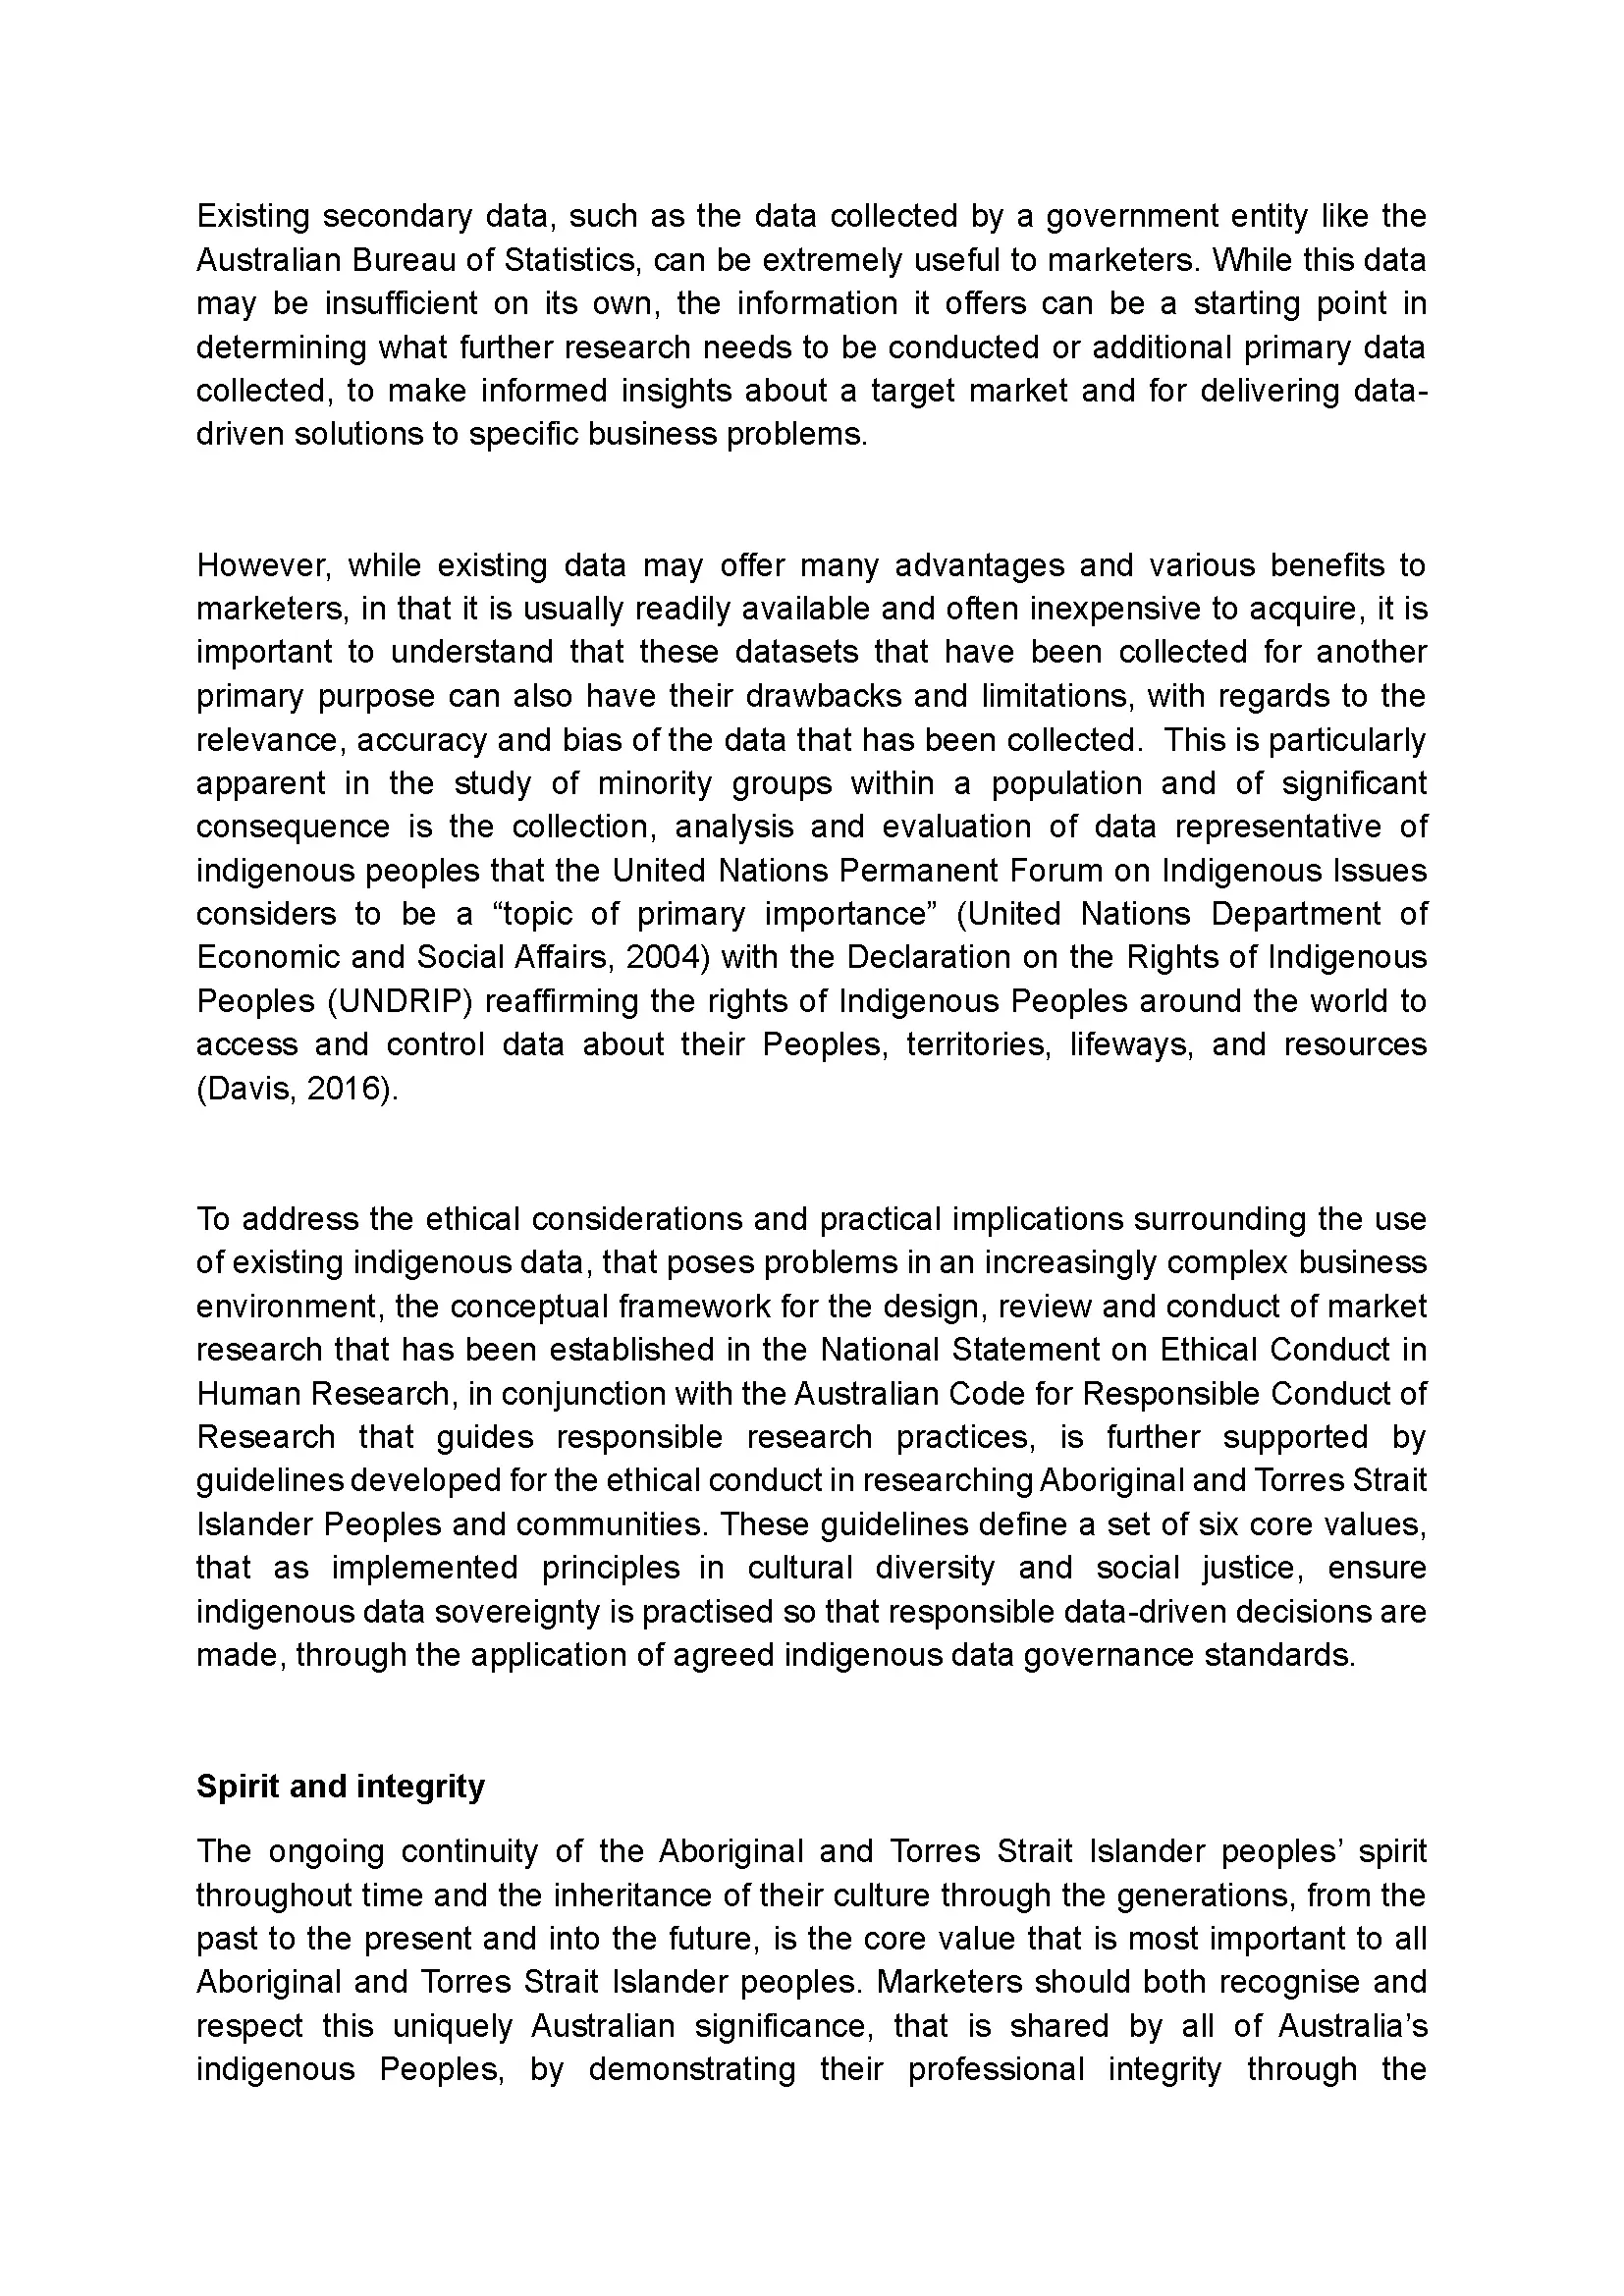 Existing secondary data, such as the data collected by a government entity like the
Australian Bureau of Statistics, can be extremely useful to marketers. While this data
may be insufficient on its own, the information it offers can be a starting point in
determining what further research needs to be conducted or additional primary data
collected, to make informed insights about a target market and for delivering data-
driven solutions to specific business problems.
However, while existing data may offer many advantages and various benefits to
marketers, in that it is usually readily available and often inexpensive to acquire, it is
important to understand that these datasets that have been collected for another
primary purpose can also have their drawbacks and limitations, with regards to the
relevance, accuracy and bias of the data that has been collected.  This is particularly
apparent in the study of minority groups within a population and of significant
consequence is the collection, analysis and evaluation of data representative of
indigenous peoples that the United Nations Permanent Forum on Indigenous Issues
considers to be a “topic of primary importance” (United Nations Department of
Economic and Social Affairs, 2004) with the Declaration on the Rights of Indigenous
Peoples (UNDRIP) reaffirming the rights of Indigenous Peoples around the world to
access and control data about their Peoples, territories, lifeways, and resources
(Davis, 2016).
To address the ethical considerations and practical implications surrounding the use
of existing indigenous data, that poses problems in an increasingly complex business
environment, the conceptual framework for the design, review and conduct of market
research that has been established in the National Statement on Ethical Conduct in
Human Research, in conjunction with the Australian Code for Responsible Conduct of
Research that guides responsible research practices, is further supported by
guidelines developed for the ethical conduct in researching Aboriginal and Torres Strait
Islander Peoples and communities. These guidelines define a set of six core values,
that as implemented principles in cultural diversity and social justice, ensure
indigenous data sovereignty is practised so that responsible data-driven decisions are
made, through the application of agreed indigenous data governance standards.
Spirit and integrity
The ongoing continuity of the Aboriginal and Torres Strait Islander peoples’ spirit
throughout time and the inheritance of their culture through the generations, from the
past to the present and into the future, is the core value that is most important to all
Aboriginal and Torres Strait Islander peoples. Marketers should both recognise and
respect this uniquely Australian significance, that is shared by all of Australia’s
indigenous Peoples, by demonstrating their professional integrity through the